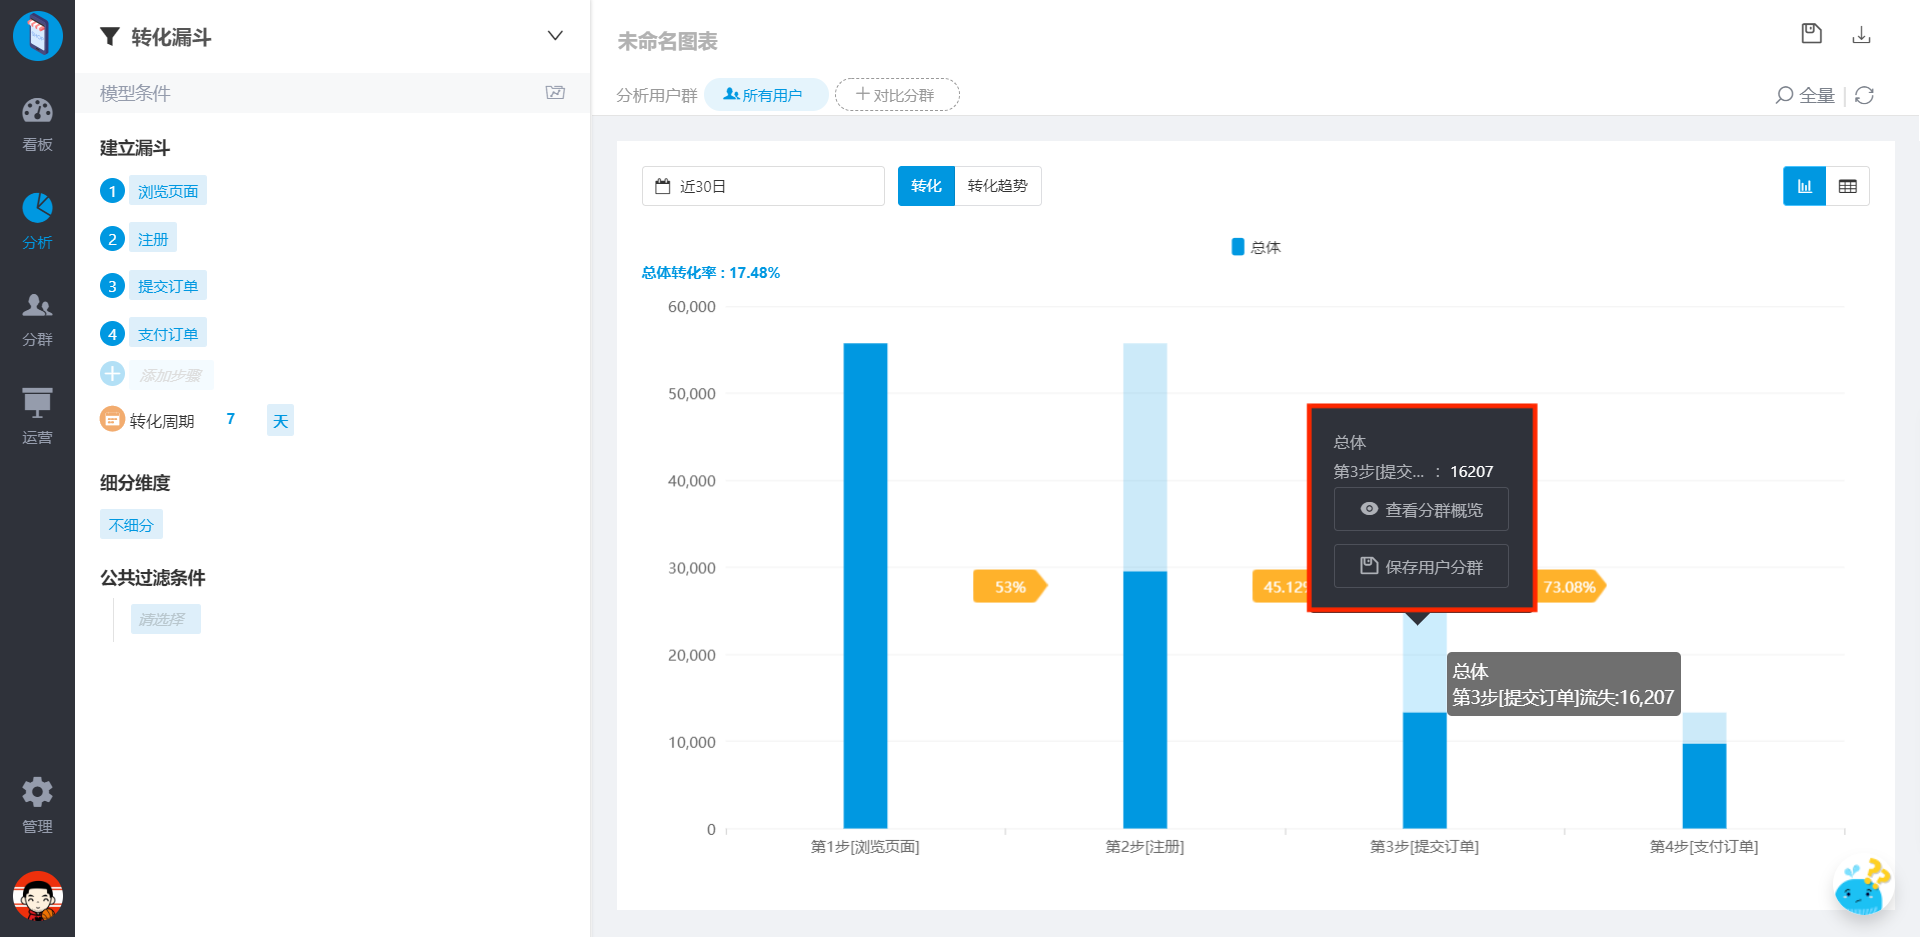 看板
分析
分群
运营
管理
转化漏斗
模型条件
建立漏斗
1 浏览页面
2 注册
3 提交订单
4 支付订单
添加步骤
转化周期 7 天
细分维度
不细分
公共过滤条件
请选择
未命名图表
分析用户群 所有用户 对比分群
全量
近30日 转化 转化趋势
总体
总体转化率 : 17.48%
60,000
50,000
40,000
30,000
20,000
10,000
0
53%
45.12%
73.08%
总体
第3步[提交... : 16207
查看分群概览
保存用户分群
总体
第3步[提交订单]流失:16,207
第1步[浏览页面]
第2步[注册]
第3步[提交订单]
第4步[支付订单]